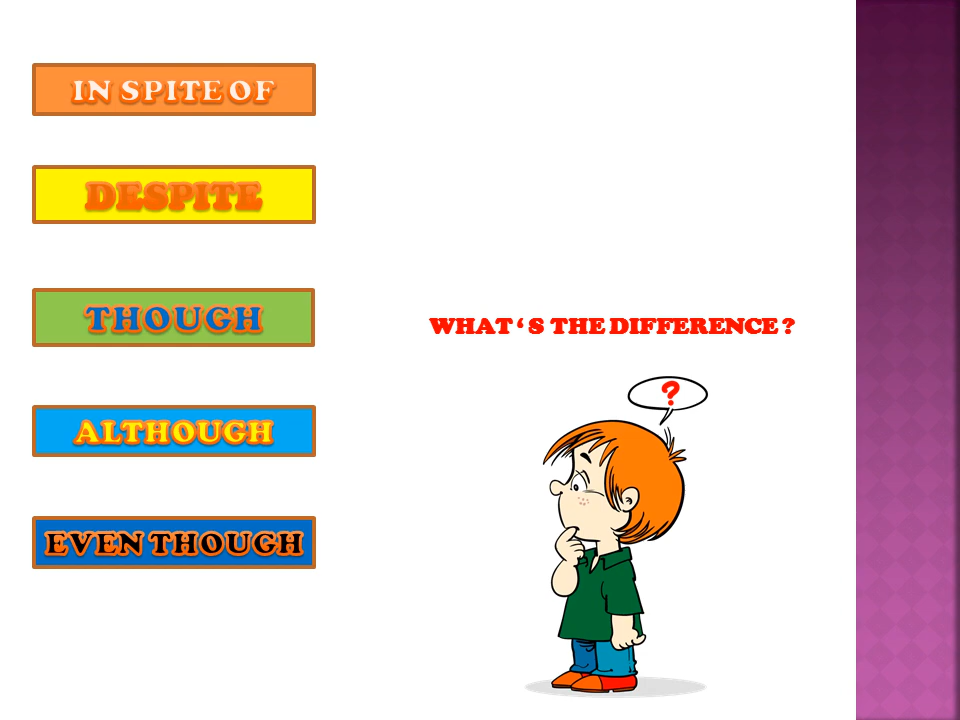 IN SPITE OF
DESPITE
THOUGH
WHAT ‘ S THE DIFFERENCE ?
?
ALTHOUGH
EVEN THOUGH